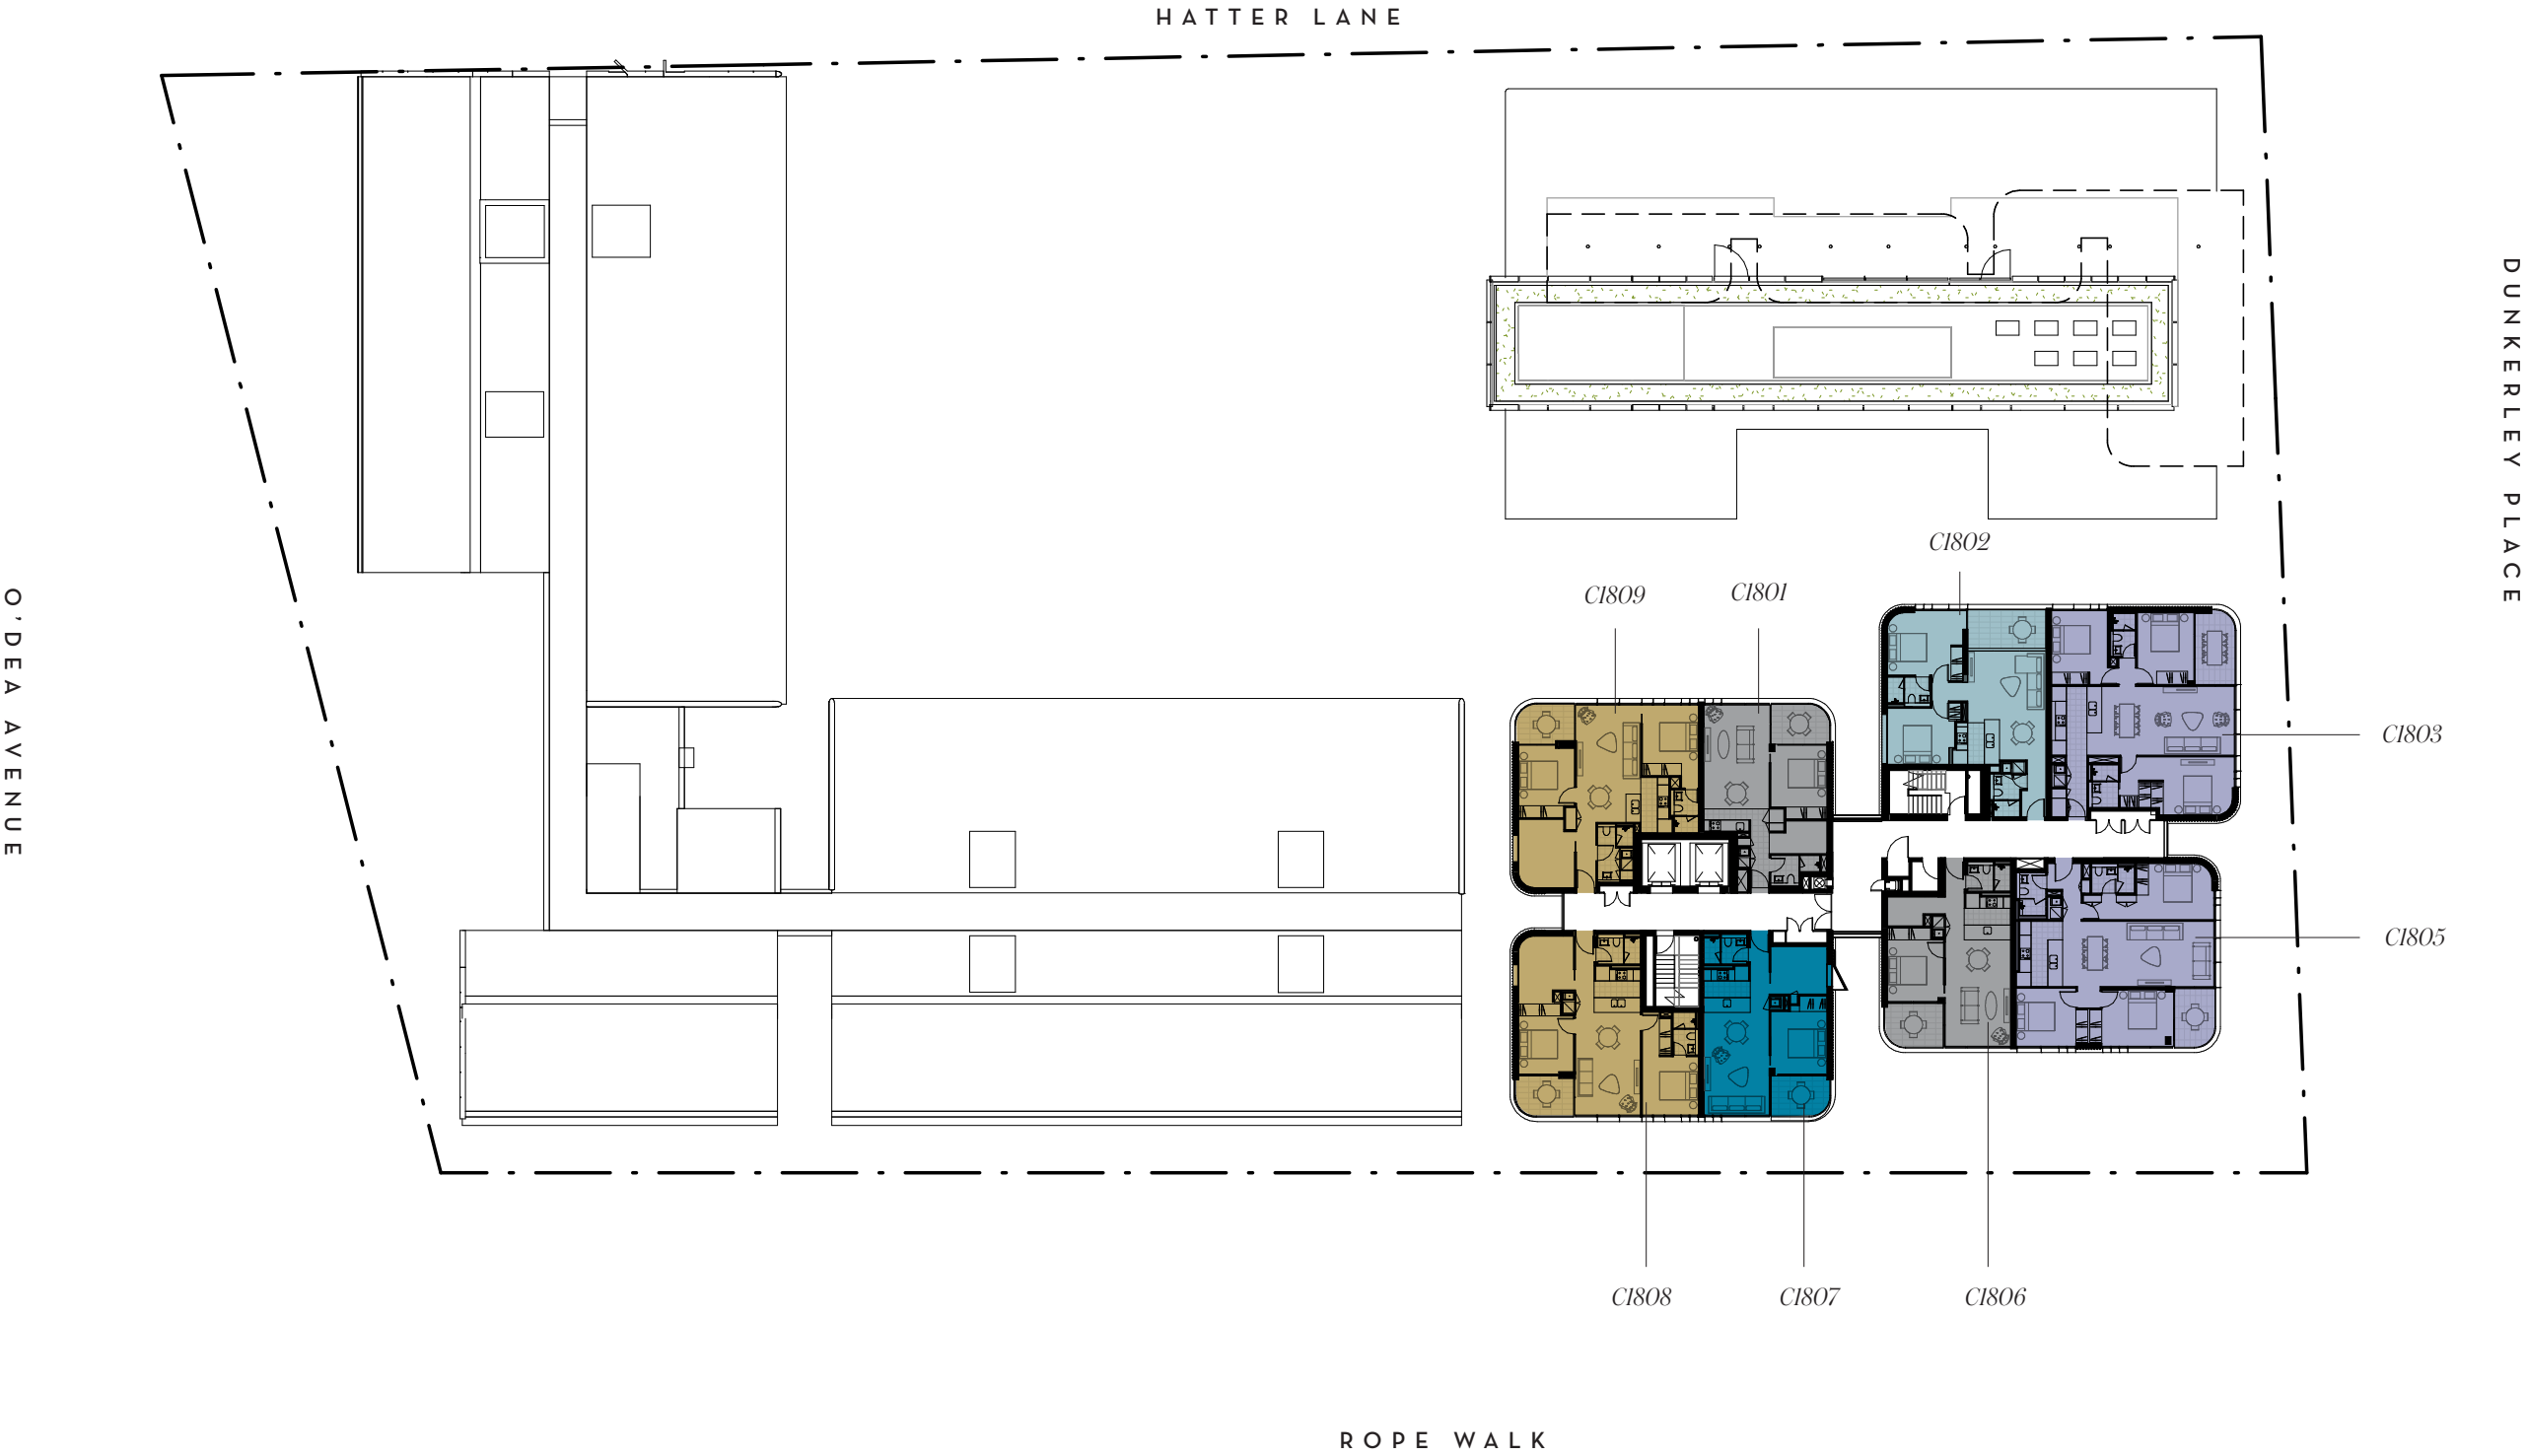 HATTER LANE
DUNKERLEY PLACE
C1802
C1809
C1801
O'DEA AVENUE
C1803
C1805
C1808
C1807
C1806
ROPE WALK